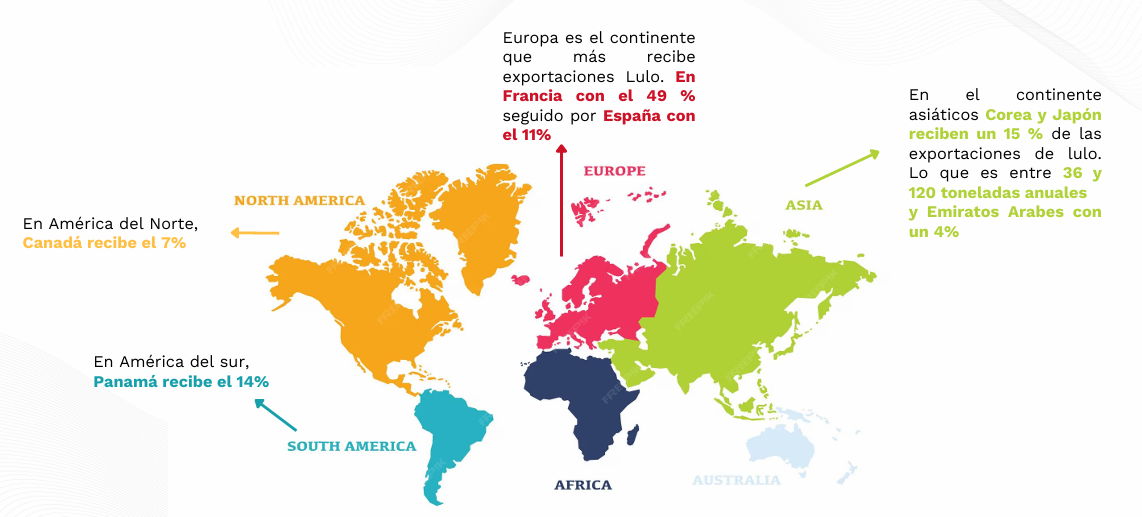 Europa es el continente
que más recibe
exportaciones Lulo. En
Francia con el 49 %
seguido por España con
el 11%
En el continente
asiáticos Corea y Japón
reciben un 15 % de las
exportaciones de lulo.
Lo que es entre 36 y
120 toneladas anuales
y Emiratos Arabes con
un 4%
EUROPE
NORTH AMERICA
ASIA
En América del Norte,
Canadá recibe el 7%
En América del sur,
Panamá recibe el 14%
SOUTH AMERICA
AFRICA
AUSTRALIA